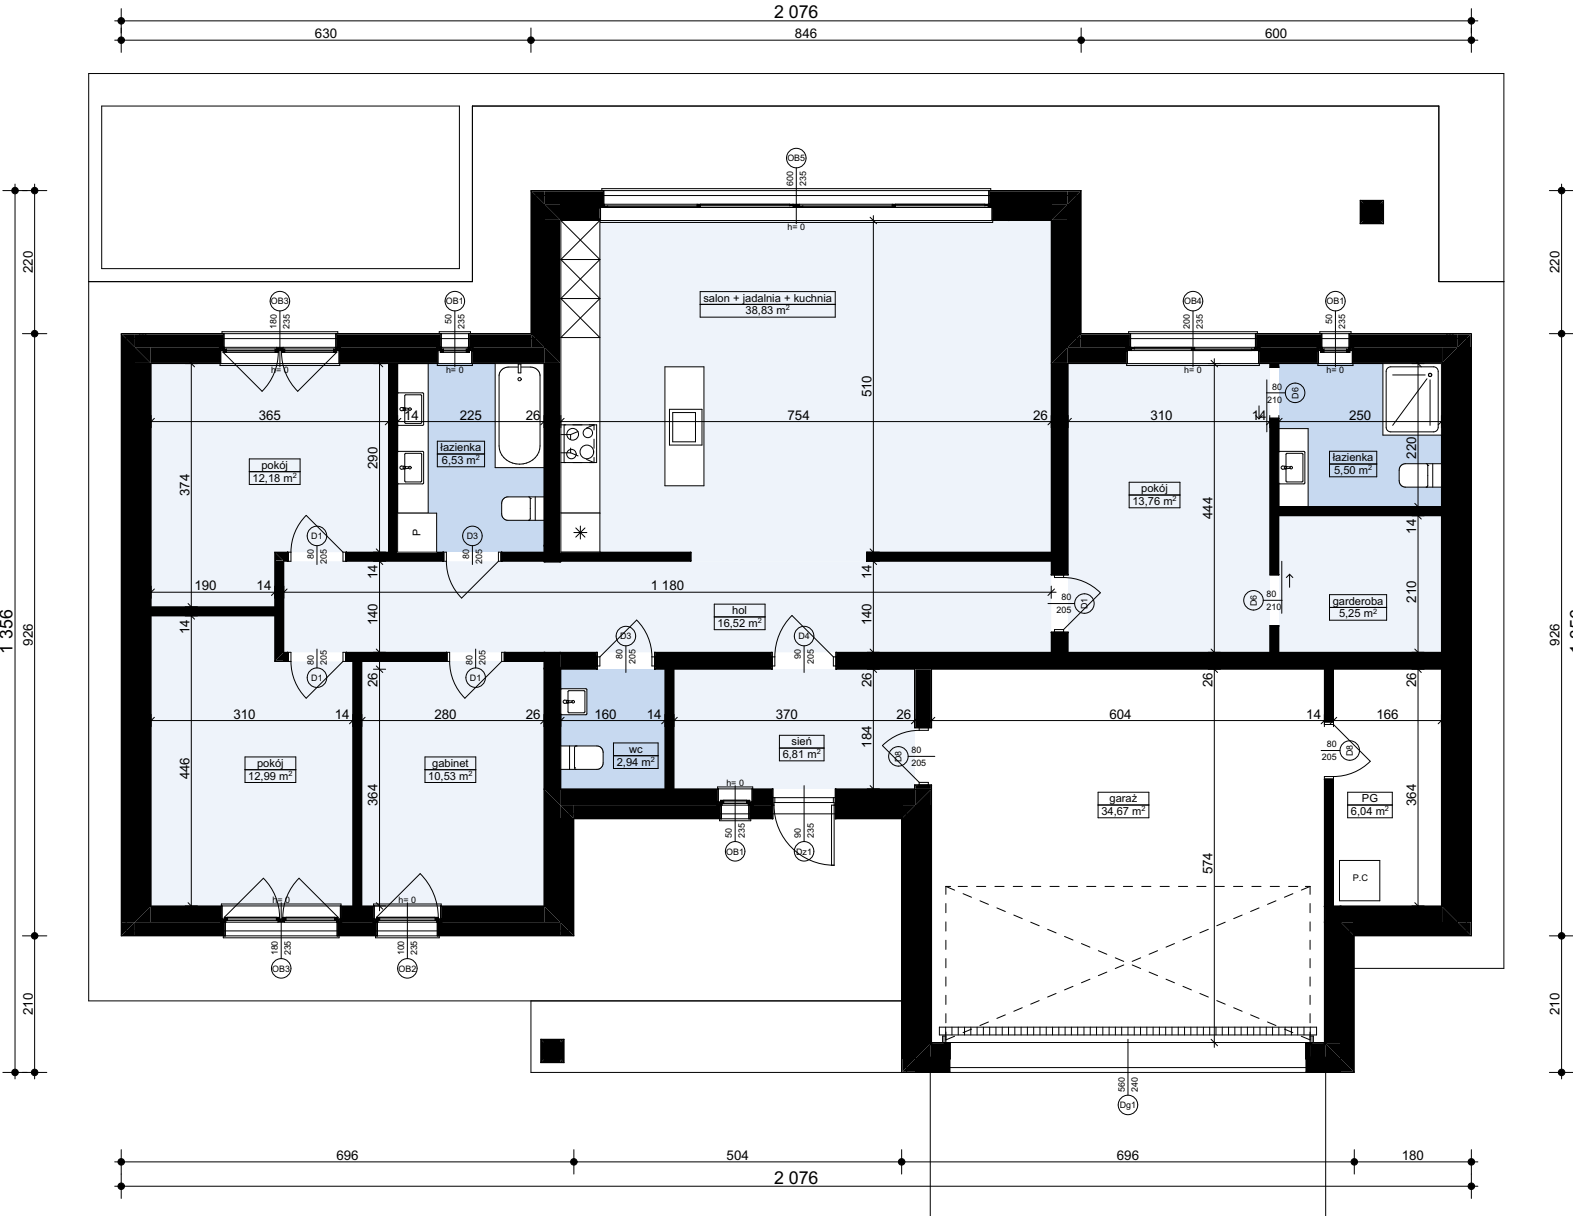 2 076
630
846
600
OB5
600
235
h= 0
220
220
OB3
180
235
OB1
50
235
OB4
200
235
OB1
50
235
salon + jadalnia + kuchnia
38,83 m²
h= 0
h= 0
h= 0
h= 0
365
14
225
26
754
26
310
14
250
80
210
D6
510
290
374
łazienka
6,53 m²
pokój
12,18 m²
444
220
łazienka
5,50 m²
pokój
13,76 m²
P
D1
80
205
D3
80
205
14
14
14
190
14
1 180
80
205
D1
D6
80
210
garderoba
5,25 m²
210
hol
16,52 m²
140
140
1 356
926
926
14
D3
80
205
D4
90
205
80
205
D1
80
205
D1
26
26
26
26
310
14
280
26
160
14
370
26
604
14
166
184
sień
6,81 m²
wc
2,94 m²
D8
80
205
80
205
D8
pokój
12,99 m²
446
gabinet
10,53 m²
364
h= 0
garaż
34,67 m²
PG
6,04 m²
364
50
235
OB1
90
235
Dz1
574
P.C
h= 0
h= 0
180
235
OB3
100
235
OB2
210
210
560
240
Dg1
696
504
696
180
2 076